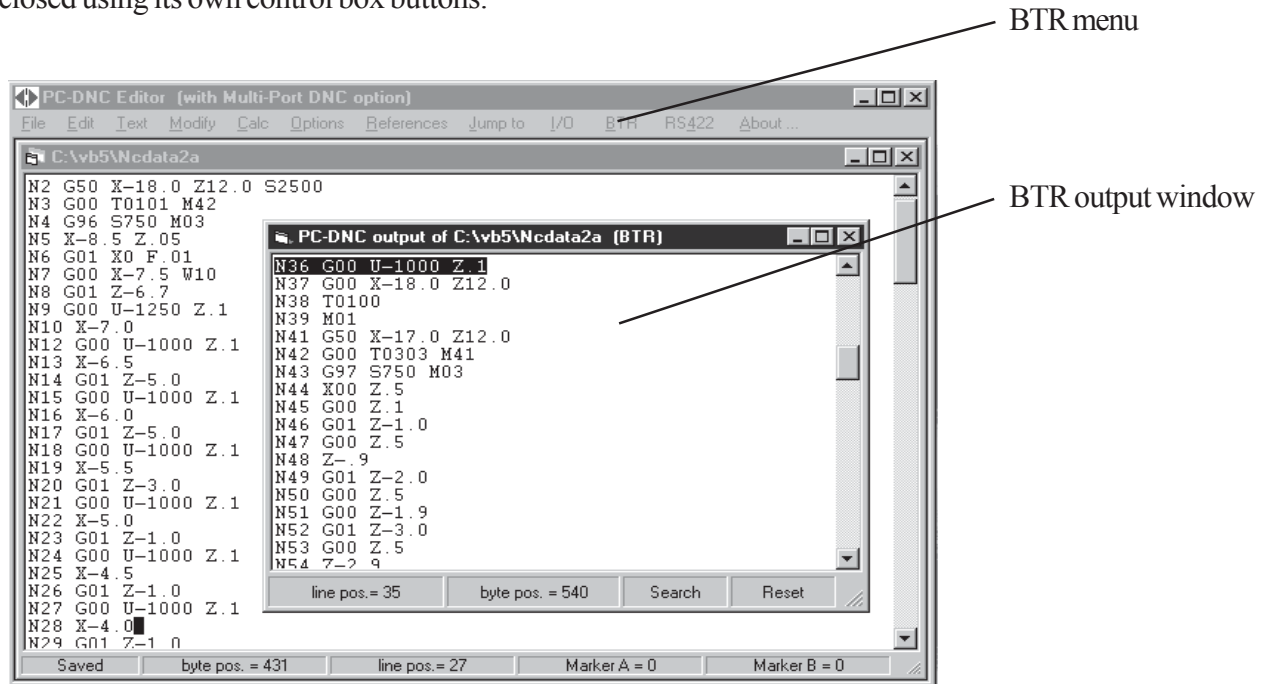 closed using its own control box buttons.
BTR menu
PC-DNC Editor (with Multi-Port DNC option)
File Edit Text Modify Calc Options References Jump to I/O BTR RS422 About ...
C:\vb5\Ncdata2a
N2 G50 X-18.0 Z12.0 S2500
N3 G00 T0101 M42
N4 G96 S750 M03
N5 X-8.5 Z.05
N6 G01 X0 F.01
N7 G00 X-7.5 W10
N8 G01 Z-6.7
N9 G00 U-1250 Z.1
N10 X-7.0
N12 G00 U-1000 Z.1
N13 X-6.5
N14 G01 Z-5.0
N15 G00 U-1000 Z.1
N16 X-6.0
N17 G01 Z-5.0
N18 G00 U-1000 Z.1
N19 X-5.5
N20 G01 Z-3.0
N21 G00 U-1000 Z.1
N22 X-5.0
N23 G01 Z-1.0
N24 G00 U-1000 Z.1
N25 X-4.5
N26 G01 Z-1.0
N27 G00 U-1000 Z.1
N28 X-4.0
N29 G01 Z-1.0
BTR output window
PC-DNC output of C:\vb5\Ncdata2a (BTR)
N36 G00 U-1000 Z.1
N37 G00 X-18.0 Z12.0
N38 T0100
N39 M01
N41 G50 X-17.0 Z12.0
N42 G00 T0303 M41
N43 G97 S750 M03
N44 X00 Z.5
N45 G00 Z.1
N46 G01 Z-1.0
N47 G00 Z.5
N48 Z-.9
N49 G01 Z-2.0
N50 G00 Z.5
N51 G00 Z-1.9
N52 G01 Z-3.0
N53 G00 Z.5
N54 Z-2.9
line pos.= 35 byte pos. = 540 Search Reset
Saved byte pos. = 431 line pos.= 27 Marker A = 0 Marker B = 0